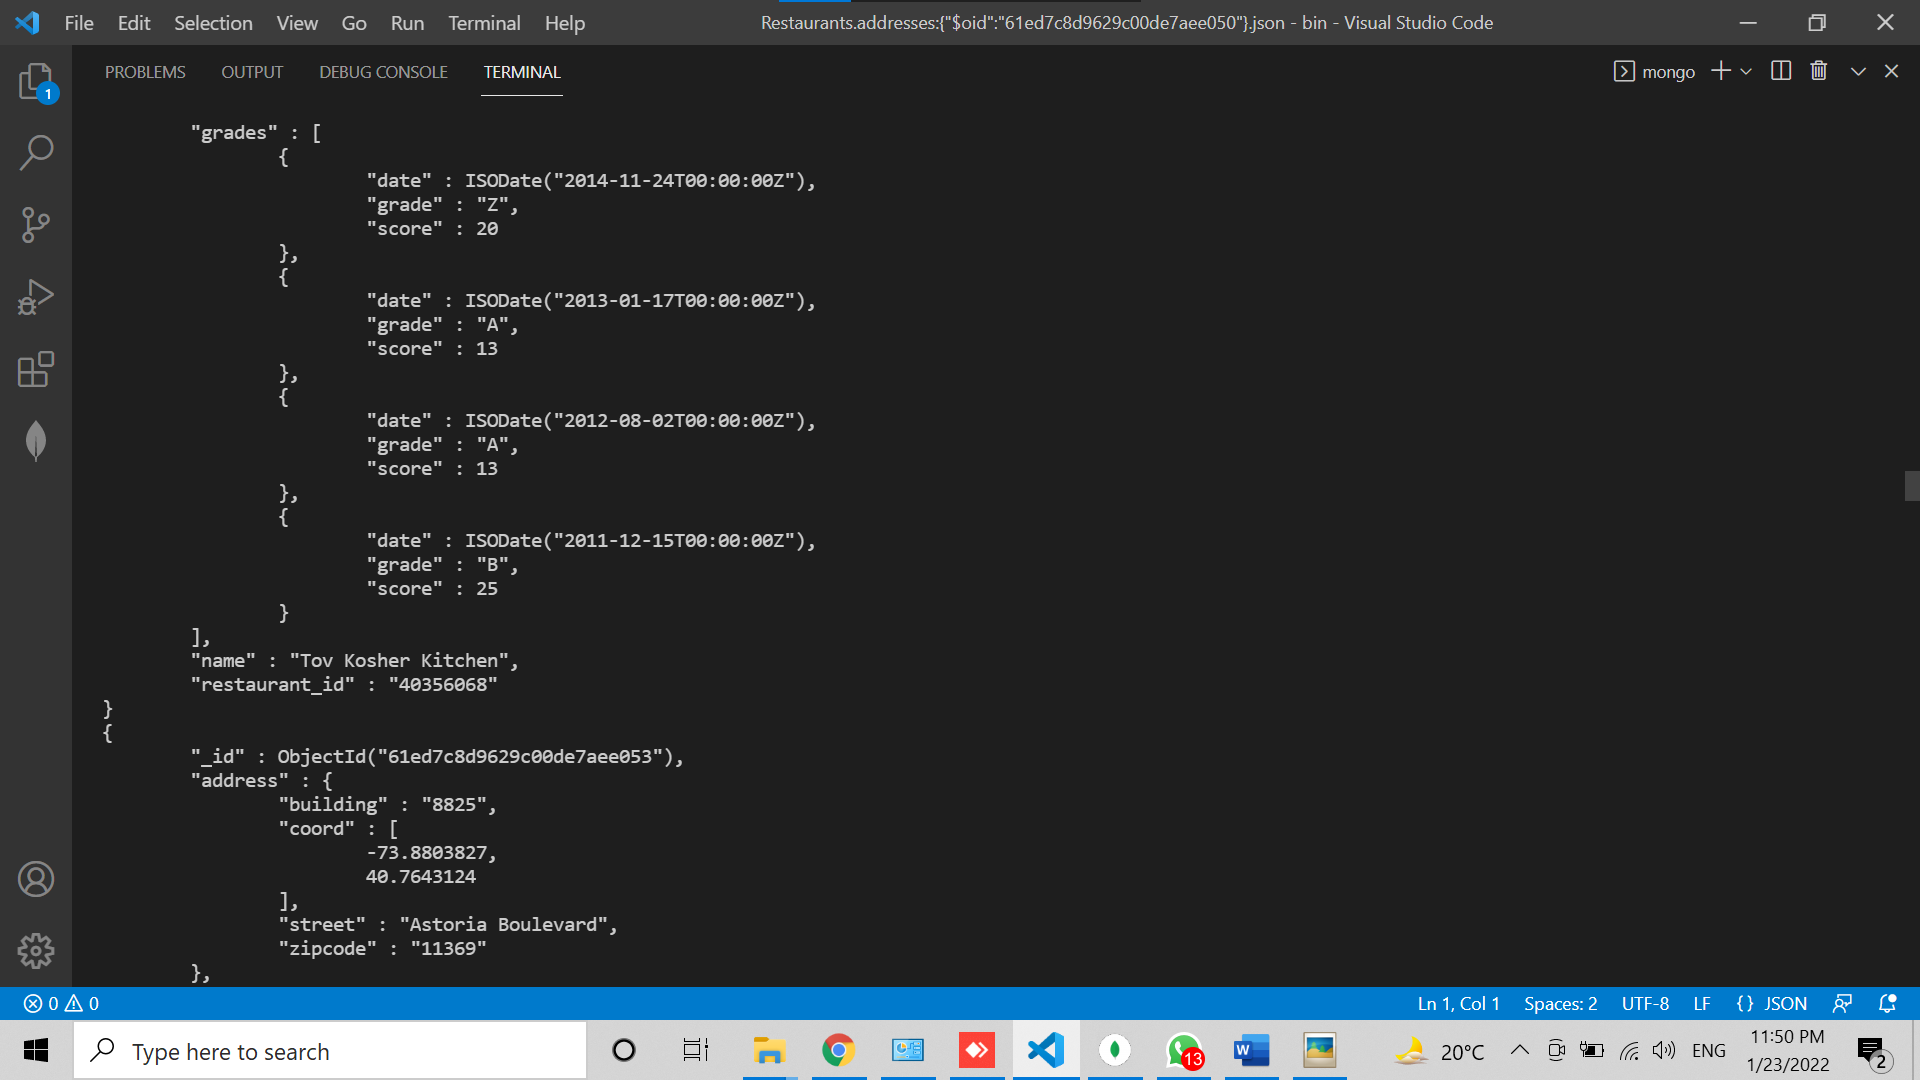 File Edit Selection View Go Run Terminal Help Restaurants.addresses:{"$oid":"61ed7c8d9629c00de7aee050"}.json - bin - Visual Studio Code
PROBLEMS OUTPUT DEBUG CONSOLE TERMINAL mongo
1
"grades" : [
{
"date" : ISODate("2014-11-24T00:00:00Z"),
"grade" : "Z",
"score" : 20
},
{
"date" : ISODate("2013-01-17T00:00:00Z"),
"grade" : "A",
"score" : 13
},
{
"date" : ISODate("2012-08-02T00:00:00Z"),
"grade" : "A",
"score" : 13
},
{
"date" : ISODate("2011-12-15T00:00:00Z"),
"grade" : "B",
"score" : 25
}
],
"name" : "Tov Kosher Kitchen",
"restaurant_id" : "40356068"
}
{
"_id" : ObjectId("61ed7c8d9629c00de7aee053"),
"address" : {
"building" : "8825",
"coord" : [
-73.8803827,
40.7643124
],
"street" : "Astoria Boulevard",
"zipcode" : "11369"
},
0 0 Ln 1, Col 1 Spaces: 2 UTF-8 LF {} JSON
Type here to search W 13 20°C ENG 11:50 PM
1/23/2022 2